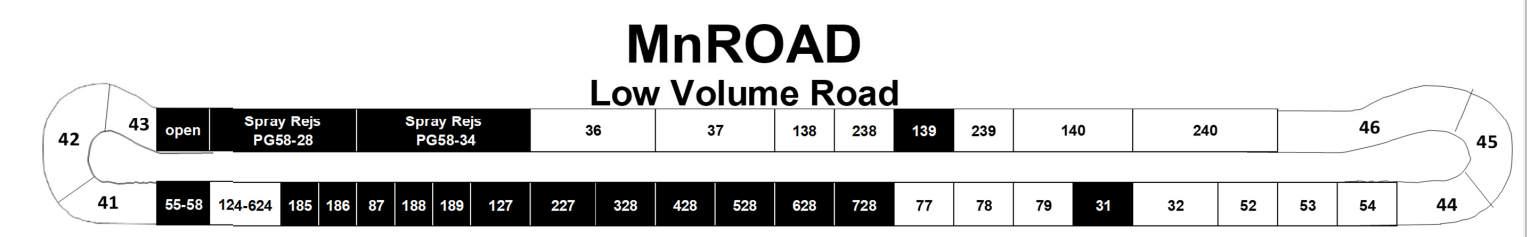 MnROAD
Low Volume Road
42 43 open Spray Rejs Spray Rejs 36 37 138 238 139 239 140 240 46 45
PG58-28 PG58-34
41 55-58 124-624 185 186 87 188 189 127 227 328 428 528 628 728 77 78 79 31 32 52 53 54 44